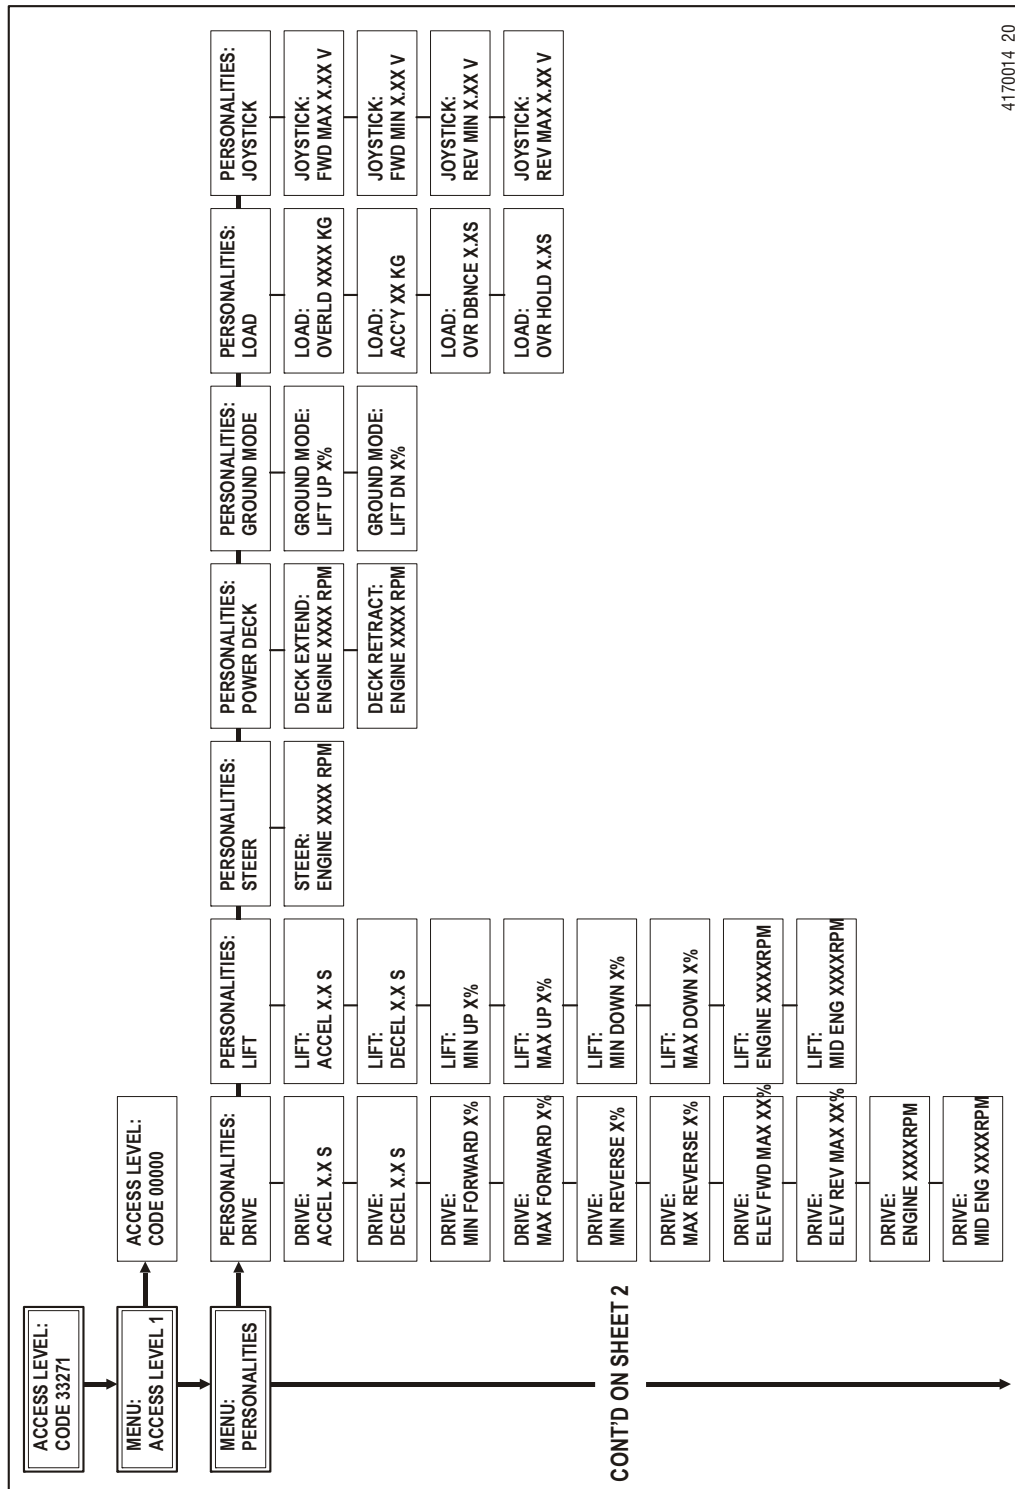 ACCESS LEVEL:
CODE 33271
MENU:
ACCESS LEVEL 1
ACCESS LEVEL:
CODE 00000
MENU:
PERSONALITIES
PERSONALITIES:
DRIVE
DRIVE:
ACCEL X.X S
DRIVE:
DECEL X.X S
DRIVE:
MIN FORWARD X%
DRIVE:
MAX FORWARD X%
DRIVE:
MIN REVERSE X%
DRIVE:
MAX REVERSE X%
DRIVE:
ELEV FWD MAX XX%
DRIVE:
ELEV REV MAX XX%
DRIVE:
ENGINE XXXXRPM
DRIVE:
MID ENG XXXXRPM
PERSONALITIES:
LIFT
LIFT:
ACCEL X.X S
LIFT:
DECEL X.X S
LIFT:
MIN UP X%
LIFT:
MAX UP X%
LIFT:
MIN DOWN X%
LIFT:
MAX DOWN X%
LIFT:
ENGINE XXXXRPM
LIFT:
MID ENG XXXXRPM
PERSONALITIES:
STEER
STEER:
ENGINE XXXX RPM
PERSONALITIES:
POWER DECK
DECK EXTEND:
ENGINE XXXX RPM
DECK RETRACT:
ENGINE XXXX RPM
PERSONALITIES:
GROUND MODE
GROUND MODE:
LIFT UP X%
GROUND MODE:
LIFT DN X%
PERSONALITIES:
LOAD
LOAD:
OVERLD XXXX KG
LOAD:
ACC'Y XX KG
LOAD:
OVR DBNCE X.XS
LOAD:
OVR HOLD X.XS
PERSONALITIES:
JOYSTICK
JOYSTICK:
FWD MAX X.XX V
JOYSTICK:
FWD MIN X.XX V
JOYSTICK:
REV MIN X.XX V
JOYSTICK:
REV MAX X.XX V
CONT'D ON SHEET 2
4170014 20